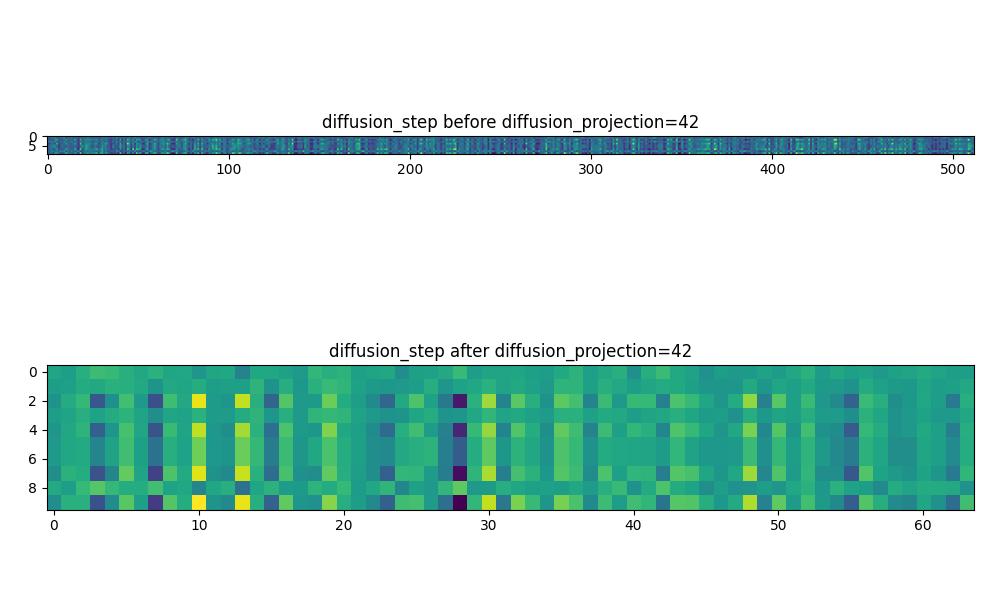 diffusion_step before diffusion_projection=42
0
5
0 100 200 300 400 500
diffusion_step after diffusion_projection=42
0
2
4
6
8
0 10 20 30 40 50 60